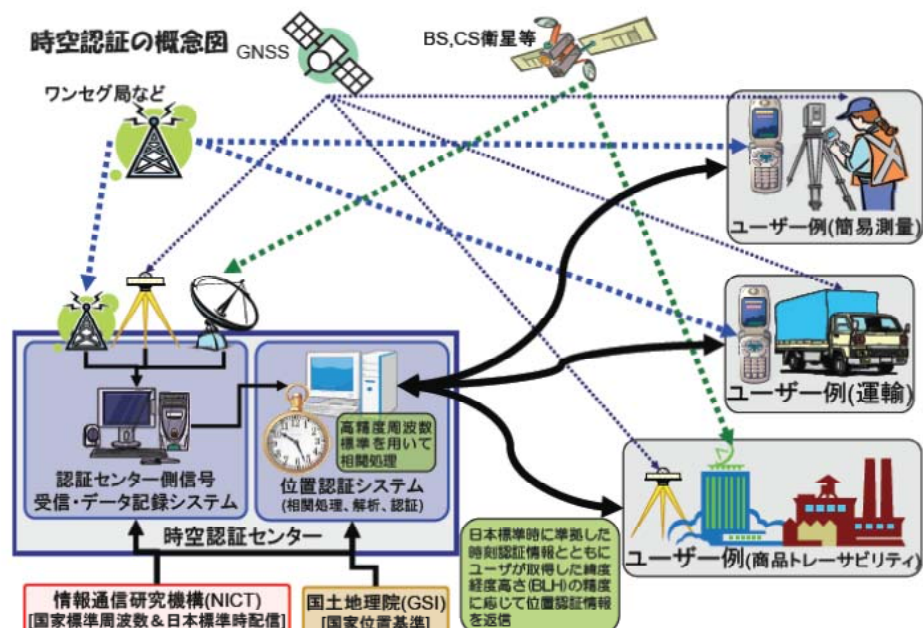 時空認証の概念図
GNSS
BS,CS衛星等
ワンセグ局など
ユーザー例(簡易測量)
ユーザー例(運輸)
高精度周波数
標準を用いて
相関処理
認証センター側信号
受信・データ記録システム
位置認証システム
(相関処理、解析、認証)
時空認証センター
日本標準時に準拠した
時刻認証情報とともに
ユーザが取得した緯度
経度高さ(BLH)の精度
に応じて位置認証情報
を返信
ユーザー例(商品トレーサビリティ)
情報通信研究機構(NICT)
[国家標準周波数&日本標準時配信]
国土地理院(GSI)
[国家位置基準]